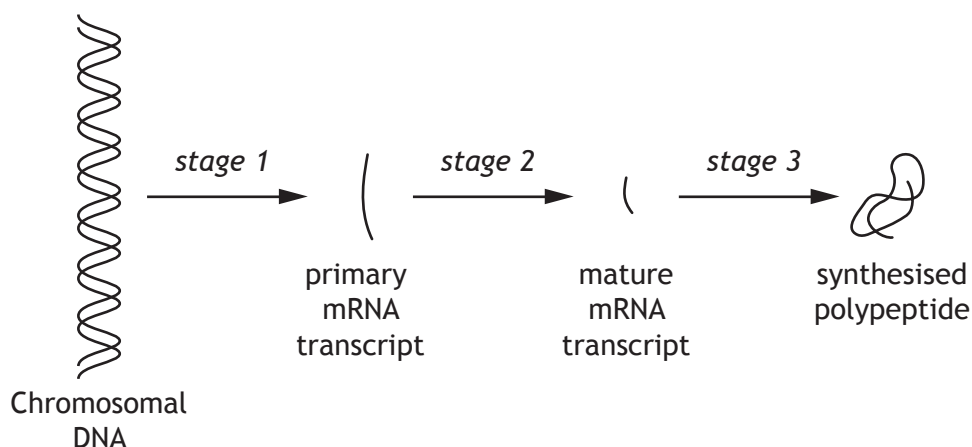 stage 1
stage 2
stage 3
primary
mRNA
transcript
mature
mRNA
transcript
synthesised
polypeptide
Chromosomal
DNA